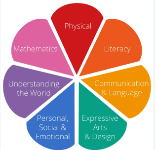 Physical
Mathematics
Literacy
Understanding
the World
Communication
& Language
Personal,
Social &
Emotional
Expressive
Arts
& Design